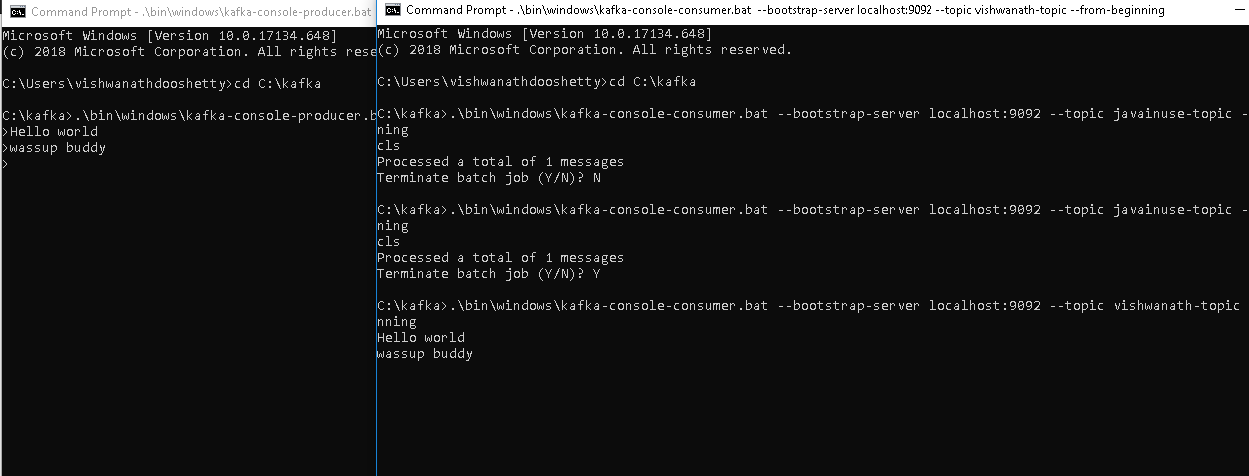 Command Prompt - .\bin\windows\kafka-console-producer.bat
Microsoft Windows [Version 10.0.17134.648]
(c) 2018 Microsoft Corporation. All rights rese
C:\Users\vishwanathdooshetty>cd C:\kafka
C:\kafka>.\bin\windows\kafka-console-producer.b
>Hello world
>wassup buddy
>
Command Prompt - .\bin\windows\kafka-console-consumer.bat --bootstrap-server localhost:9092 --topic vishwanath-topic --from-beginning
Microsoft Windows [Version 10.0.17134.648]
(c) 2018 Microsoft Corporation. All rights reserved.
C:\Users\vishwanathdooshetty>cd C:\kafka
C:\kafka>.\bin\windows\kafka-console-consumer.bat --bootstrap-server localhost:9092 --topic javainuse-topic -
ning
cls
Processed a total of 1 messages
Terminate batch job (Y/N)? N
C:\kafka>.\bin\windows\kafka-console-consumer.bat --bootstrap-server localhost:9092 --topic javainuse-topic -
ning
cls
Processed a total of 1 messages
Terminate batch job (Y/N)? Y
C:\kafka>.\bin\windows\kafka-console-consumer.bat --bootstrap-server localhost:9092 --topic vishwanath-topic
nning
Hello world
wassup buddy